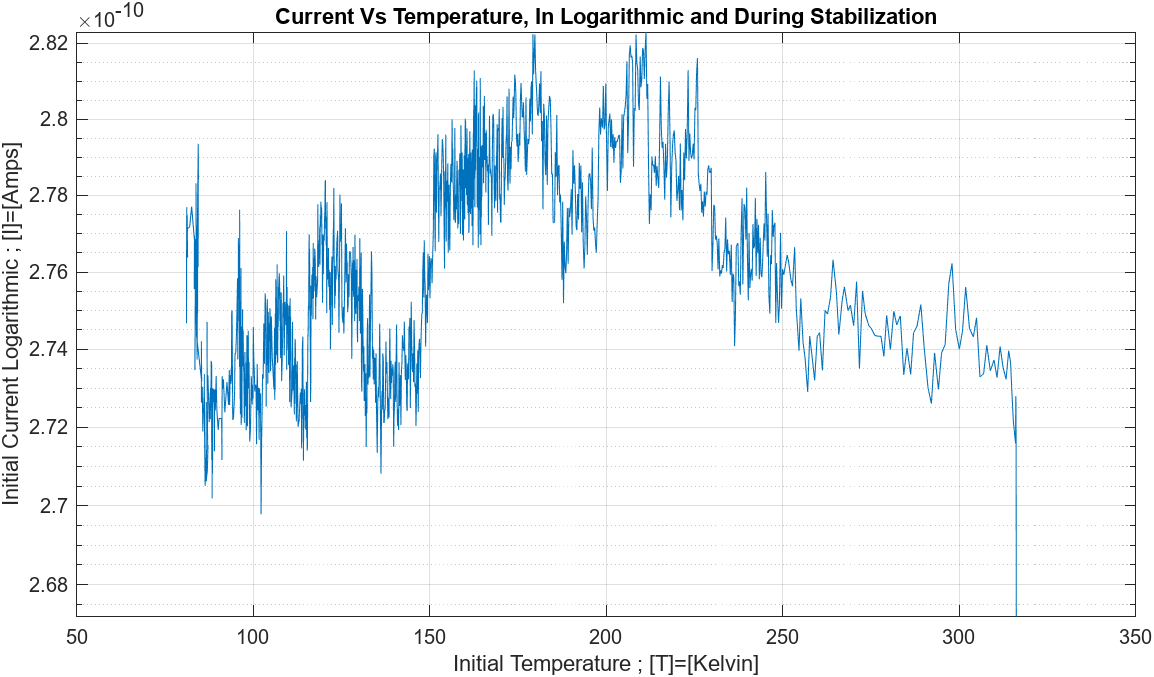 ×10-10
Current Vs Temperature, In Logarithmic and During Stabilization
2.82
2.8
2.78
2.76
2.74
2.72
2.7
2.68
Initial Current Logarithmic ; [I]=[Amps]
50 100 150 200 250 300 350
Initial Temperature ; [T]=[Kelvin]